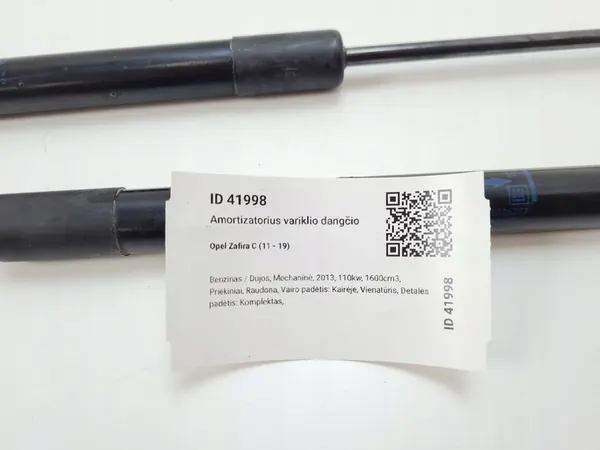 ID 41998
Amortizatorius variklio dangčio
Opel Zafira C (11 - 19)
Benzinas / Dujos, Mechaninė, 2013, 110kw, 1600cm3,
Priekiniai, Raudona, Vairo padėtis: Kairėje, Vienatūris, Detalės
padėtis: Komplektas,
ID 41998